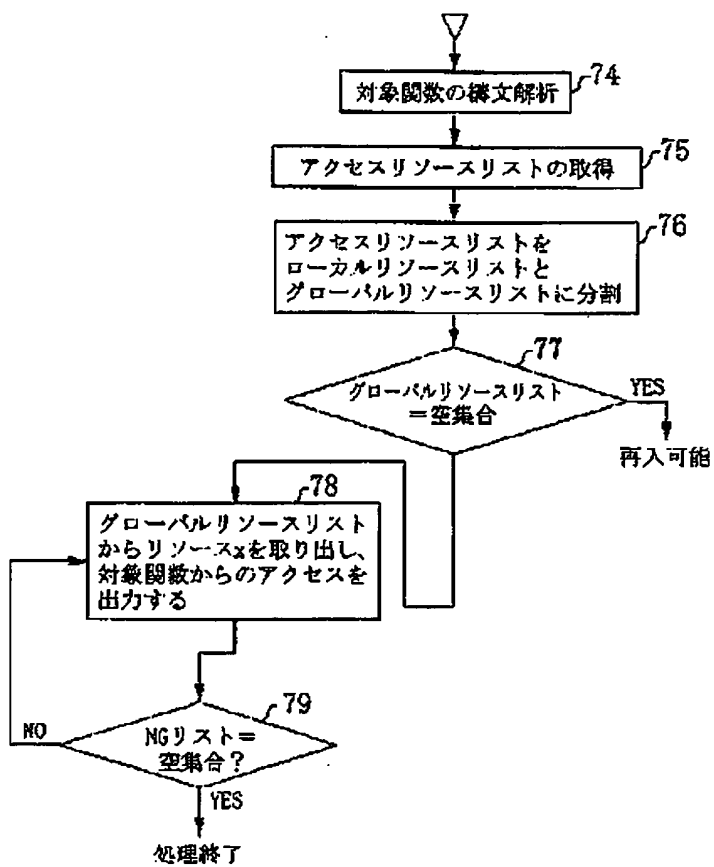 74
対象関数の構文解析
75
アクセスリソースリストの取得
76
アクセスリソースリストを
ローカルリソースリストと
グローバルリソースリストに分割
77
グローバルリソースリスト
＝空集合
YES
再入可能
78
グローバルリソースリスト
からリソースxを取り出し、
対象関数からのアクセスを
出力する
79
NGリスト＝
空集合？
NO
YES
処理終了